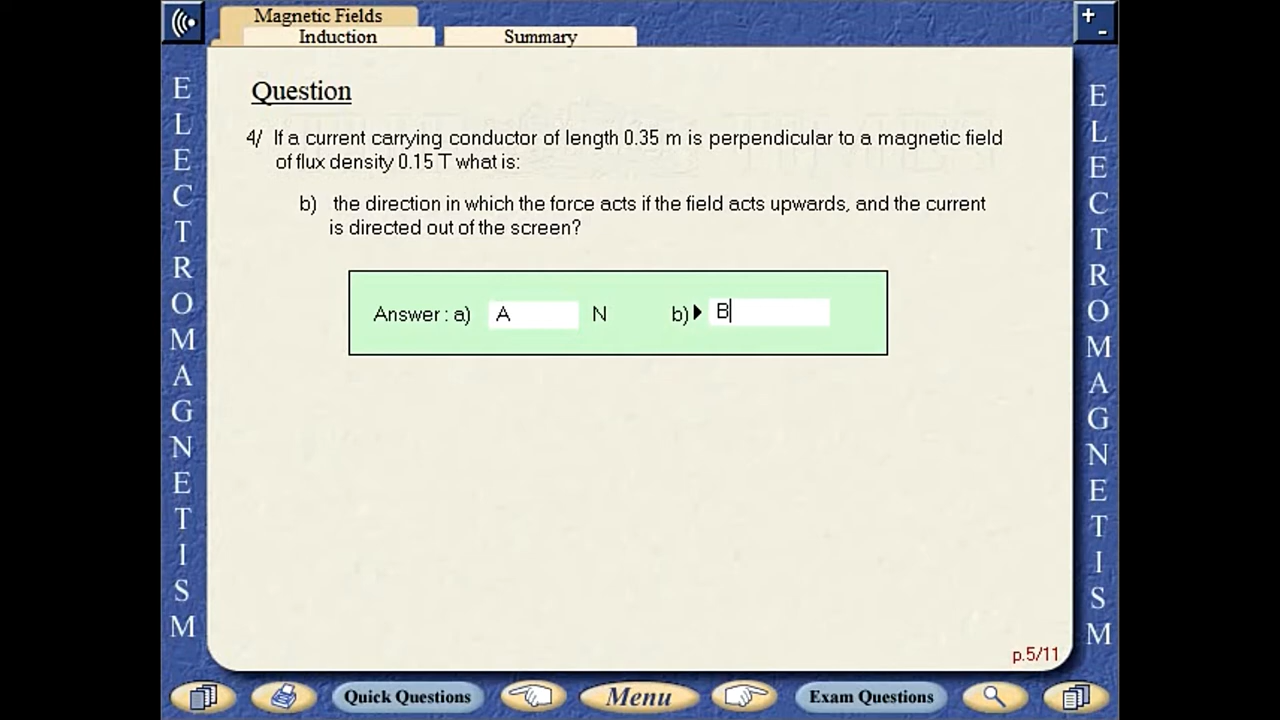 Magnetic Fields
Induction
Summary
+
-
E
L
E
C
T
R
O
M
A
G
N
E
T
I
S
M
Question
4/ If a current carrying conductor of length 0.35 m is perpendicular to a magnetic field
of flux density 0.15 T what is:
b) the direction in which the force acts if the field acts upwards, and the current
is directed out of the screen?
Answer : a) A N b) B
E
L
E
C
T
R
O
M
A
G
N
E
T
I
S
M
p.5/11
Quick Questions
Menu
Exam Questions